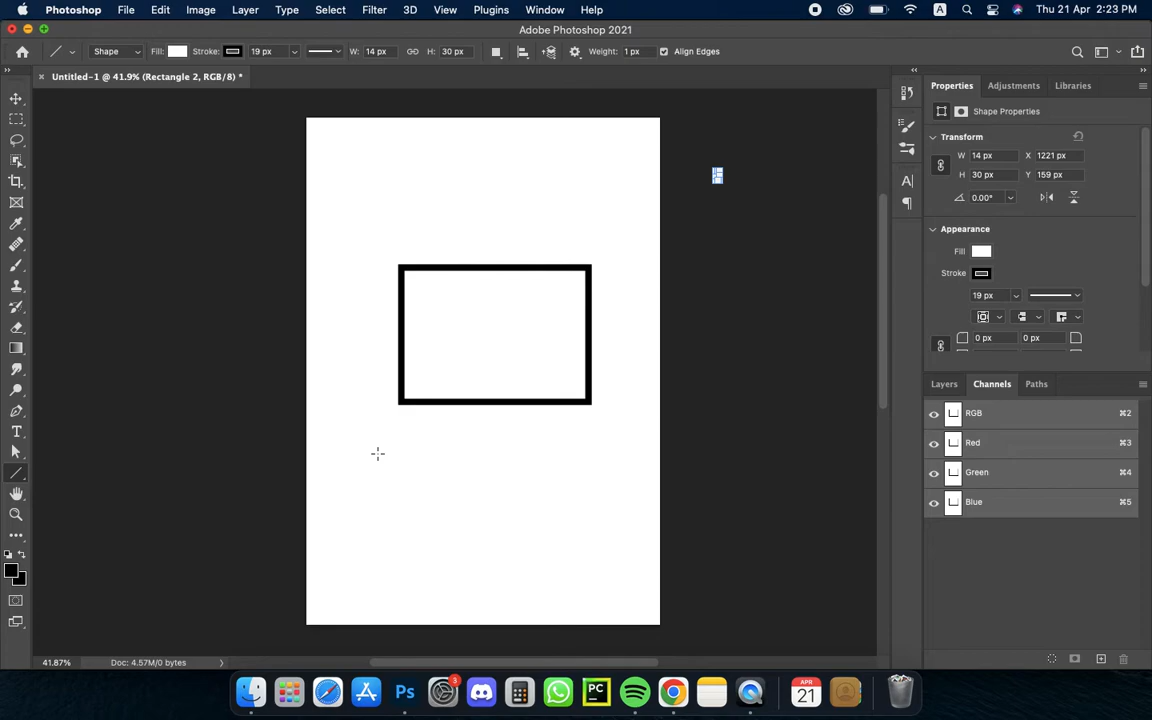 Photoshop File Edit Image Layer Type Select Filter 3D View Plugins Window Help A Thu 21 Apr 2:23 PM
Adobe Photoshop 2021
Shape Fill: Stroke: 19 px W: 14 px H: 30 px Weight: 1 px Align Edges
Untitled-1 @ 41.9% (Rectangle 2, RGB/8) *
Properties Adjustments Libraries
Shape Properties
Transform
W 14 px X 1221 px
H 30 px Y 159 px
0.00°
Appearance
Fill
Stroke
19 px
0 px 0 px
Layers Channels Paths
RGB ⌘2
Red ⌘3
Green ⌘4
Blue ⌘5
41.87% Doc: 4.57M/0 bytes
Ps 3 PC APR 21